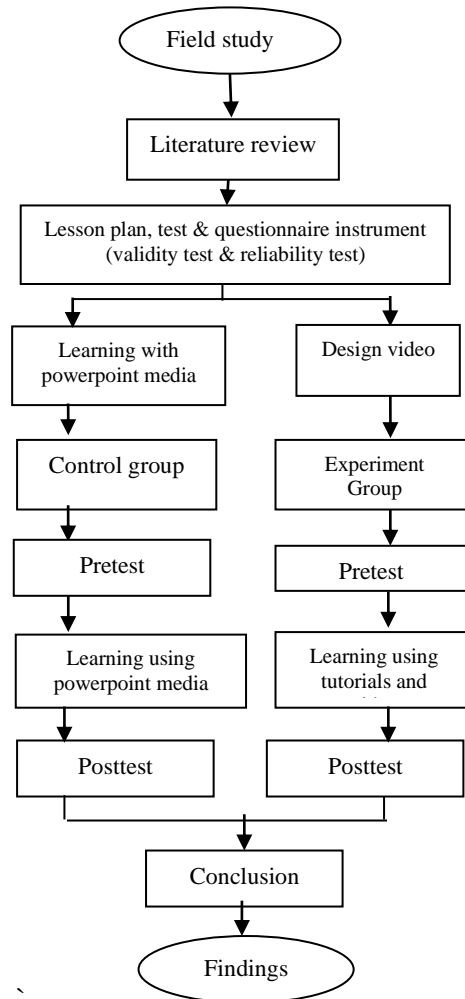 Field study
Literature review
Lesson plan, test & questionnaire instrument
(validity test & reliability test)
Learning with
powerpoint media
Design video
Control group
Experiment
Group
Pretest
Pretest
Learning using
powerpoint media
Learning using
tutorials and
Posttest
Posttest
Conclusion
Findings